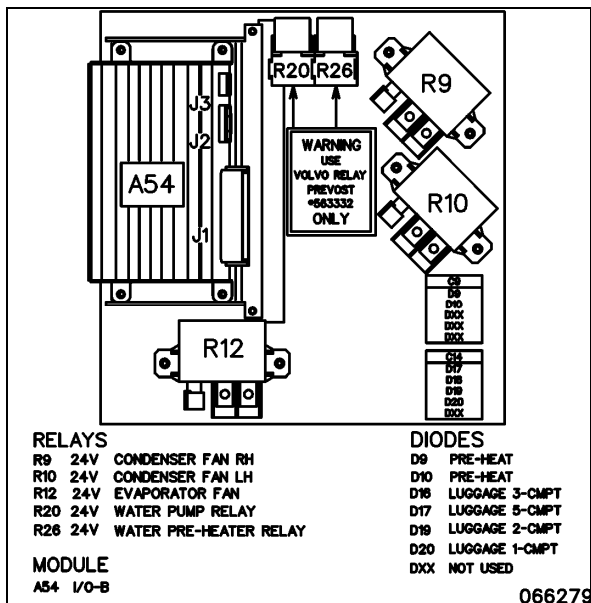 R20
R26
R9
J3
J2
A54
J1
WARNING
USE
VOLVO RELAY
PREVOST
*563332
ONLY
R10
C9
D9
D10
DXX
DXX
DXX
R12
C14
D17
D18
D19
D20
DXX
RELAYS
R9 24V CONDENSER FAN RH
R10 24V CONDENSER FAN LH
R12 24V EVAPORATOR FAN
R20 24V WATER PUMP RELAY
R26 24V WATER PRE-HEATER RELAY
MODULE
A54 I/O-B
DIODES
D9 PRE-HEAT
D10 PRE-HEAT
D16 LUGGAGE 3-CMPT
D17 LUGGAGE 5-CMPT
D19 LUGGAGE 2-CMPT
D20 LUGGAGE 1-CMPT
DXX NOT USED
066279